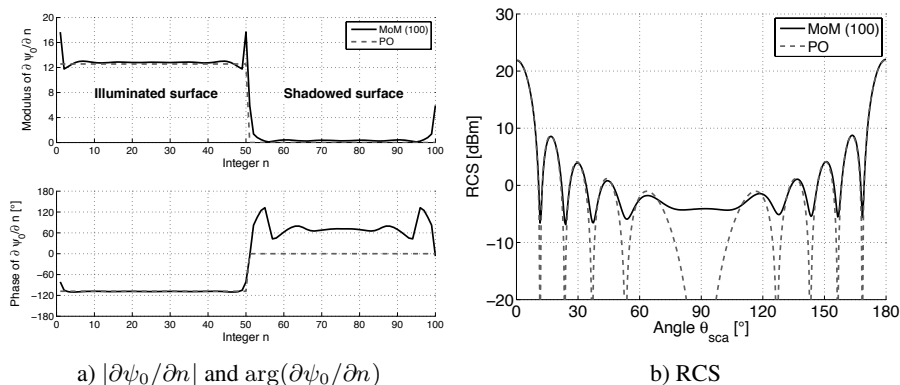 20
16
12
8
4
0
Modulus of ∂ ψ₀/∂ n
MoM (100)
PO
Illuminated surface
Shadowed surface
0 10 20 30 40 50 60 70 80 90 100
Integer n
180
120
60
0
−60
−120
−180
Phase of ∂ ψ₀/∂ n [°]
0 10 20 30 40 50 60 70 80 90 100
Integer n
a) |∂ψ₀/∂n| and arg(∂ψ₀/∂n)
30
20
10
0
−10
−20
RCS [dBm]
MoM (100)
PO
0 30 60 90 120 150 180
Angle θsca [°]
b) RCS